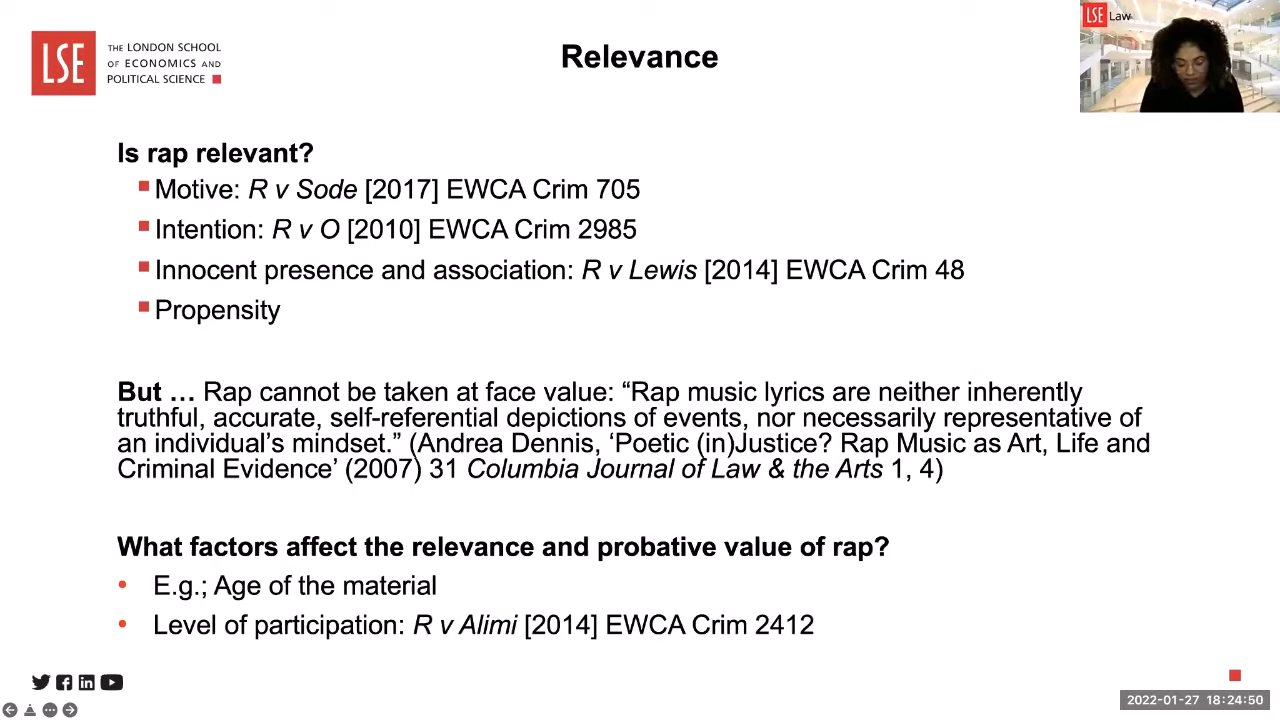 LSE
THE LONDON SCHOOL
OF ECONOMICS AND
POLITICAL SCIENCE
Relevance
LSE Law
Is rap relevant?
Motive: R v Sode [2017] EWCA Crim 705
Intention: R v O [2010] EWCA Crim 2985
Innocent presence and association: R v Lewis [2014] EWCA Crim 48
Propensity
But … Rap cannot be taken at face value: “Rap music lyrics are neither inherently
truthful, accurate, self-referential depictions of events, nor necessarily representative of
an individual’s mindset.” (Andrea Dennis, ‘Poetic (in)Justice? Rap Music as Art, Life and
Criminal Evidence’ (2007) 31 Columbia Journal of Law & the Arts 1, 4)
What factors affect the relevance and probative value of rap?
E.g.; Age of the material
Level of participation: R v Alimi [2014] EWCA Crim 2412
2022-01-27 18:24:50